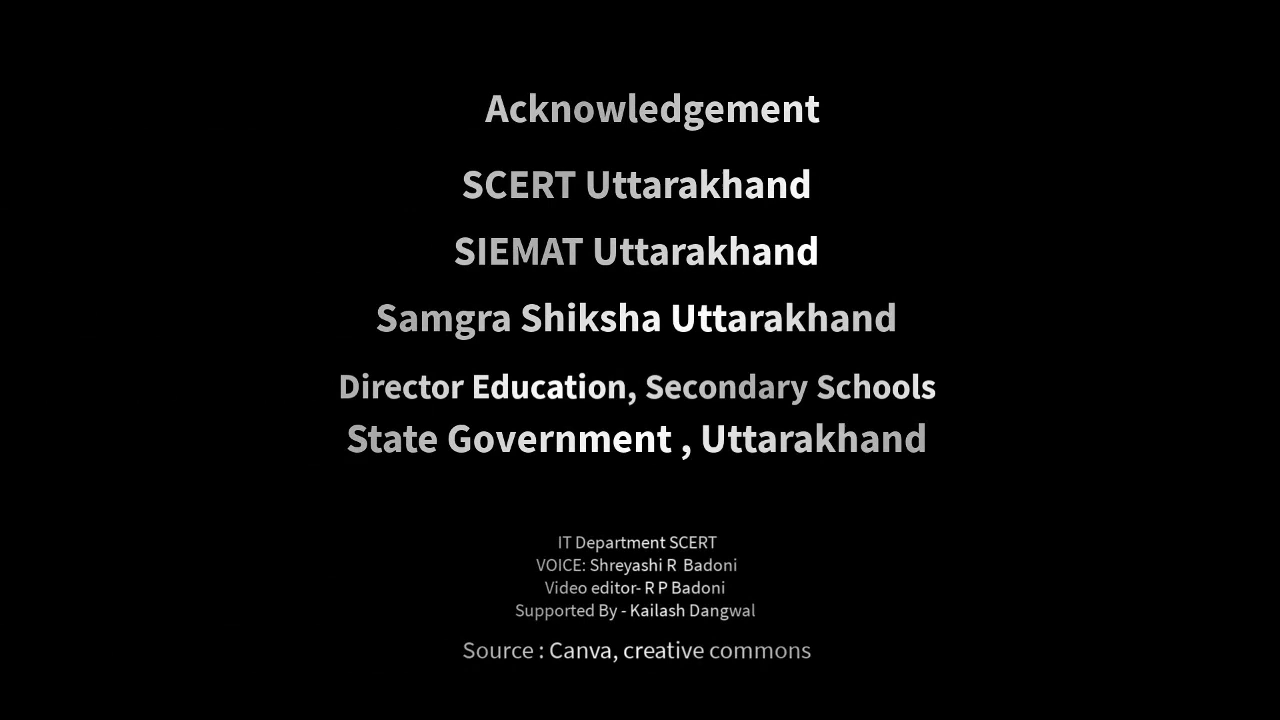 Acknowledgement
SCERT Uttarakhand
SIEMAT Uttarakhand
Samgra Shiksha Uttarakhand
Director Education, Secondary Schools
State Government , Uttarakhand
IT Department SCERT
VOICE: Shreyashi R Badoni
Video editor- R P Badoni
Supported By - Kailash Dangwal
Source : Canva, creative commons